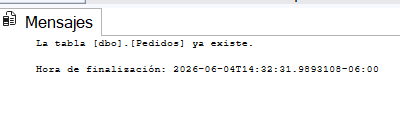 Mensajes
La tabla [dbo].[Pedidos] ya existe.
Hora de finalización: 2026-06-04T14:32:31.9893108-06:00